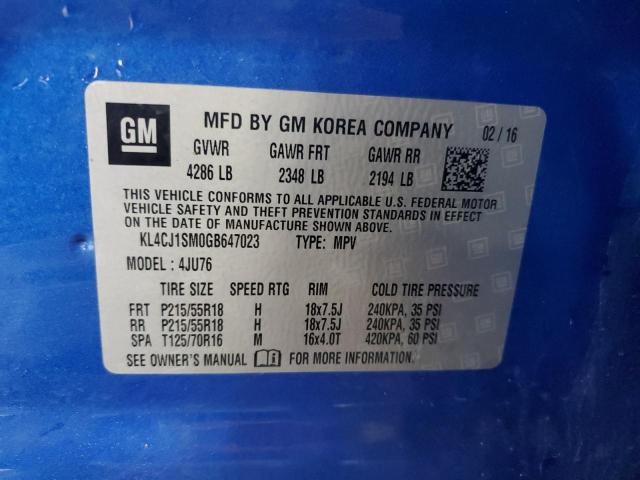 GM
MFD BY GM KOREA COMPANY 02 / 16
GVWR GAWR FRT GAWR RR
4286 LB 2348 LB 2194 LB
THIS VEHICLE CONFORMS TO ALL APPLICABLE U.S. FEDERAL MOTOR
VEHICLE SAFETY AND THEFT PREVENTION STANDARDS IN EFFECT
ON THE DATE OF MANUFACTURE SHOWN ABOVE.
KL4CJ1SM0GB647023 TYPE: MPV
MODEL : 4JU76
TIRE SIZE SPEED RTG RIM COLD TIRE PRESSURE
FRT P215/55R18 H 18x7.5J 240KPA, 35 PSI
RR P215/55R18 H 18x7.5J 240KPA, 35 PSI
SPA T125/70R16 M 16x4.0T 420KPA, 60 PSI
SEE OWNER'S MANUAL FOR MORE INFORMATION.